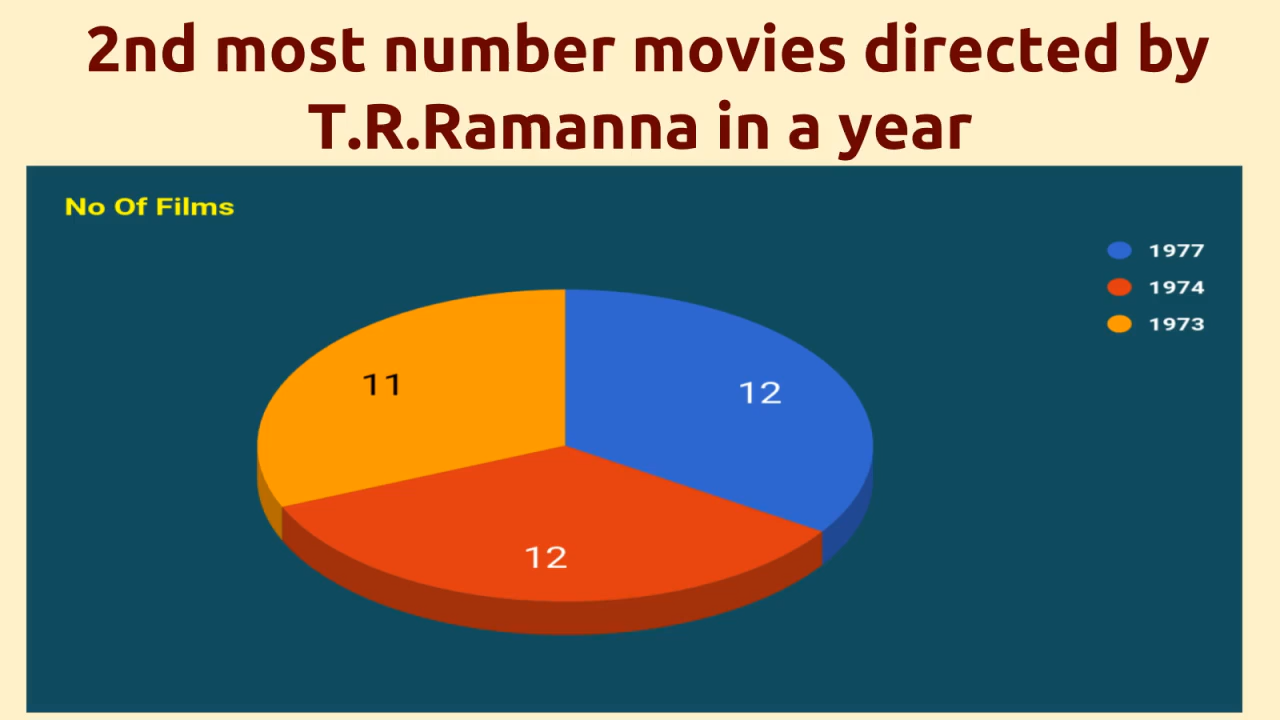 2nd most number movies directed by
T.R.Ramanna in a year
No Of Films
1977
1974
1973
11
12
12